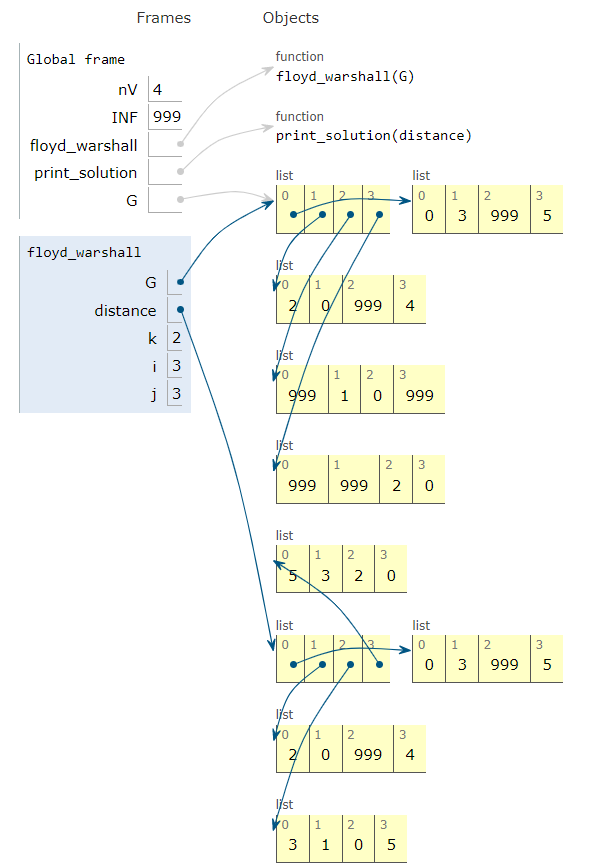 Frames Objects
Global frame
nV 4
INF 999
floyd_warshall
print_solution
G
function
floyd_warshall(G)
function
print_solution(distance)
list
0 1 2 3
list
0 1 2 3
0 3 999 5
floyd_warshall
G
distance
k 2
i 3
j 3
list
0 1 2 3
2 0 999 4
list
0 1 2 3
999 1 0 999
list
0 1 2 3
999 999 2 0
list
0 1 2 3
5 3 2 0
list
0 1 2 3
list
0 1 2 3
0 3 999 5
list
0 1 2 3
2 0 999 4
list
0 1 2 3
3 1 0 5